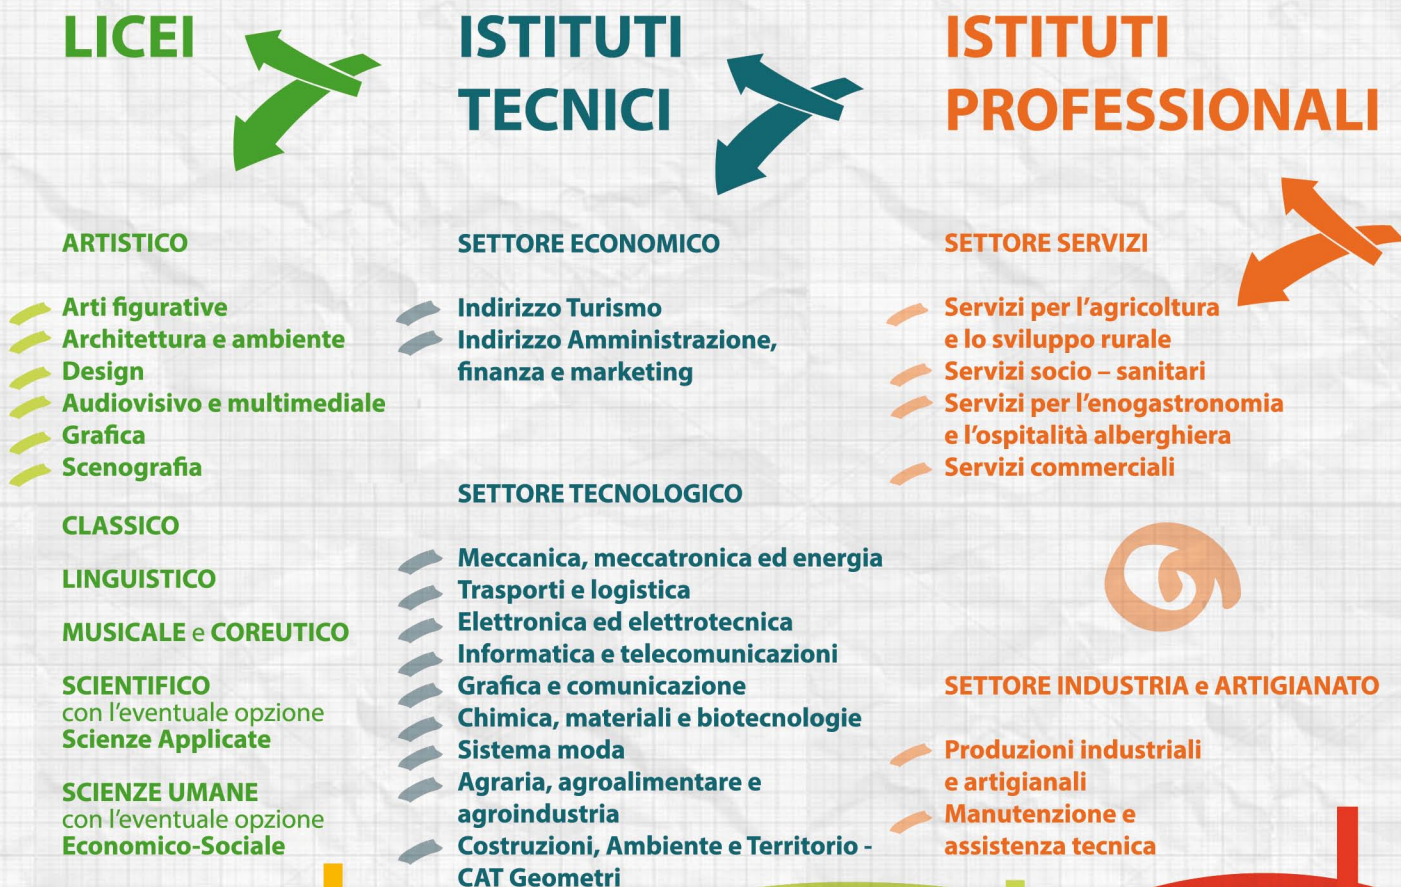 LICEI
ARTISTICO
Arti figurative
Architettura e ambiente
Design
Audiovisivo e multimediale
Grafica
Scenografia
CLASSICO
LINGUISTICO
MUSICALE e COREUTICO
SCIENTIFICO
con l'eventuale opzione
Scienze Applicate
SCIENZE UMANE
con l'eventuale opzione
Economico-Sociale
ISTITUTI
TECNICI
SETTORE ECONOMICO
Indirizzo Turismo
Indirizzo Amministrazione,
finanza e marketing
SETTORE TECNOLOGICO
Meccanica, meccatronica ed energia
Trasporti e logistica
Elettronica ed elettrotecnica
Informatica e telecomunicazioni
Grafica e comunicazione
Chimica, materiali e biotecnologie
Sistema moda
Agraria, agroalimentare e
agroindustria
Costruzioni, Ambiente e Territorio -
CAT Geometri
ISTITUTI
PROFESSIONALI
SETTORE SERVIZI
Servizi per l'agricoltura
e lo sviluppo rurale
Servizi socio – sanitari
Servizi per l'enogastronomia
e l'ospitalità alberghiera
Servizi commerciali
SETTORE INDUSTRIA e ARTIGIANATO
Produzioni industriali
e artigianali
Manutenzione e
assistenza tecnica